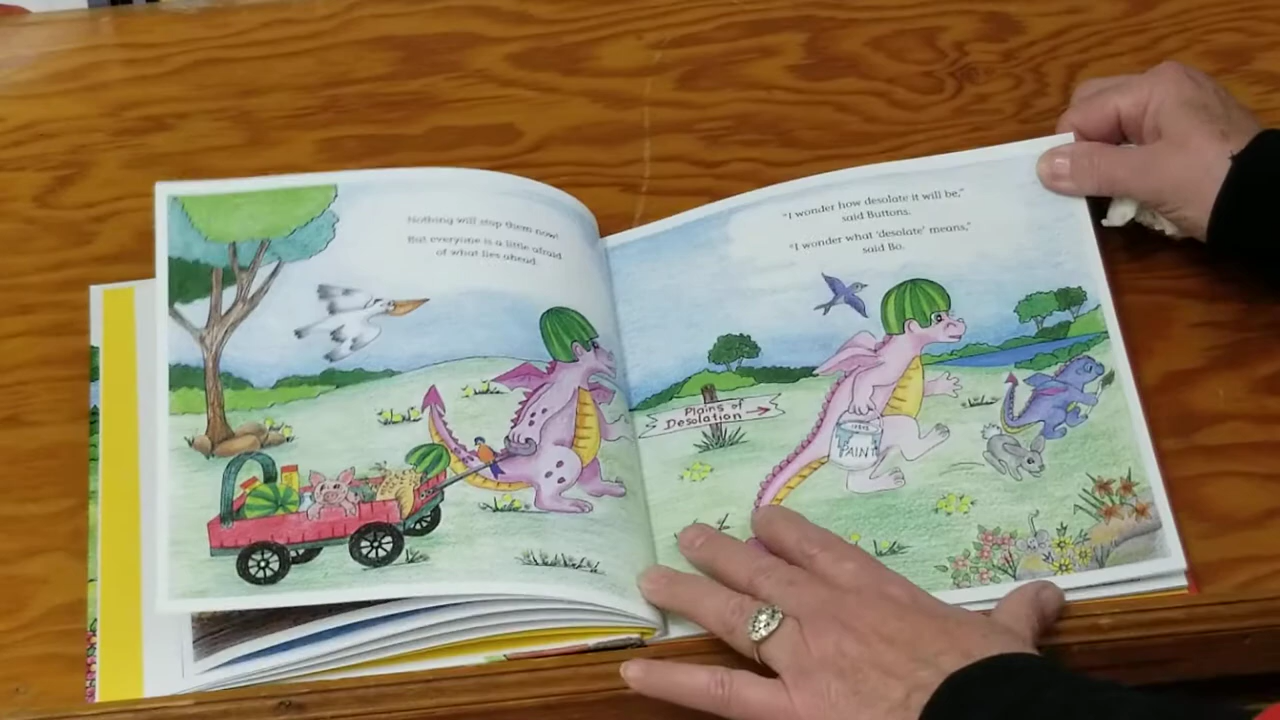 Nothing will stop them now!
But everyone is a little afraid
of what lies ahead.
"I wonder how desolate it will be,"
said Buttons.
"I wonder what 'desolate' means,"
said Bo.
Plains of
Desolation
PAINT